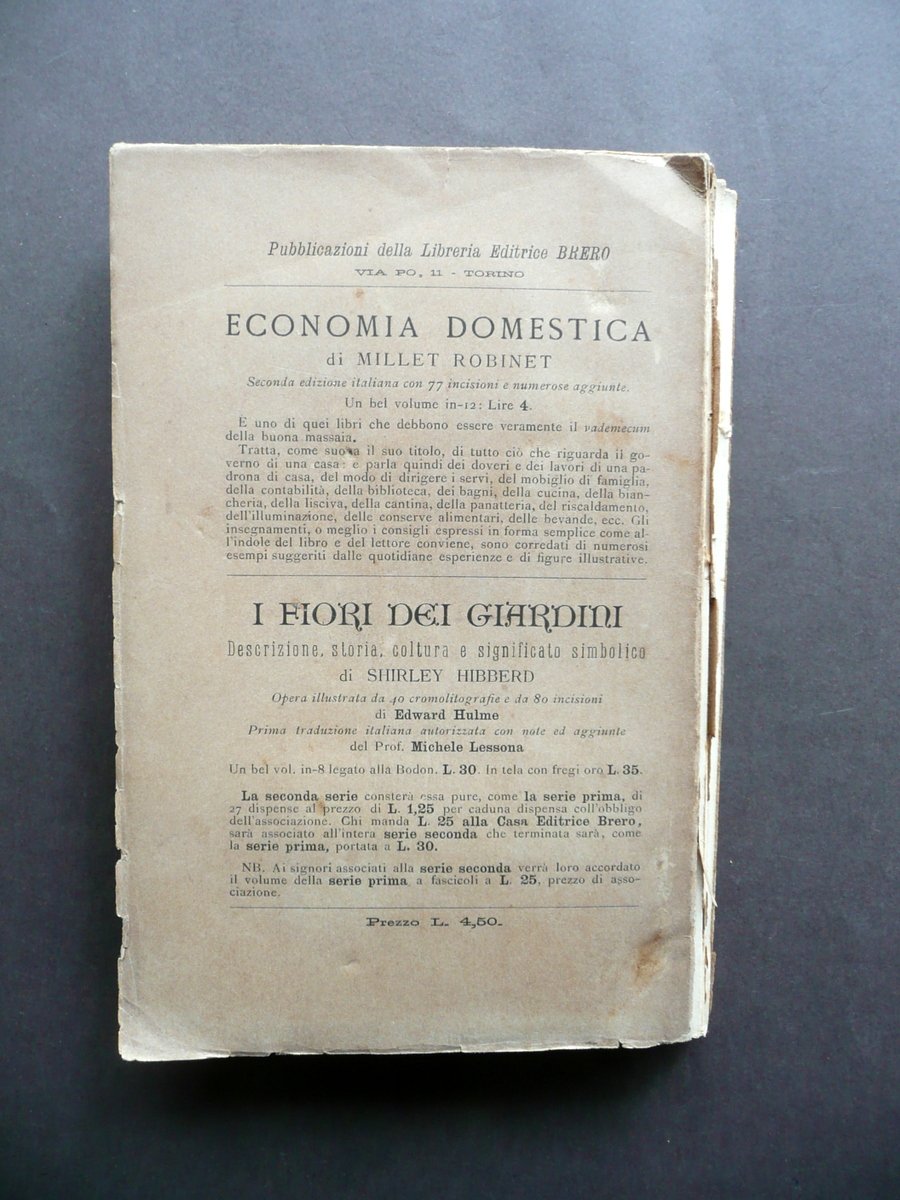 Pubblicazioni della Libreria Editrice BRERO
VIA PO, 11 - TORINO
ECONOMIA DOMESTICA
di MILLET ROBINET
Seconda edizione italiana con 77 incisioni e numerose aggiunte.
Un bel volume in-12: Lire 4.
È uno di quei libri che debbono essere veramente il vademecum
della buona massaia.
Tratta, come suona il suo titolo, di tutto ciò che riguarda il go-
verno di una casa: e parla quindi dei doveri e dei lavori di una pa-
drona di casa, del modo di dirigere i servi, del mobiglio di famiglia,
della contabilità, della biblioteca, dei bagni, della cucina, della bian-
cheria, della lisciva, della cantina, della panatteria, del riscaldamento,
dell'illuminazione, delle conserve alimentari, delle bevande, ecc. Gli
insegnamenti, o meglio i consigli espressi in forma semplice come al-
l'indole del libro e del lettore conviene, sono corredati di numerosi
esempi suggeriti dalle quotidiane esperienze e di figure illustrative.
I FIORI DEI GIARDINI
Descrizione, storia, coltura e significato simbolico
di SHIRLEY HIBBERD
Opera illustrata da 40 cromolitografie e da 80 incisioni
di Edward Hulme
Prima traduzione italiana autorizzata con note ed aggiunte
del Prof. Michele Lessona
Un bel vol. in-8 legato alla Bodon. L. 30. In tela con fregi oro L. 35.
La seconda serie consterà essa pure, come la serie prima, di
27 dispense al prezzo di L. 1,25 per caduna dispensa coll'obbligo
dell'associazione. Chi manda L. 25 alla Casa Editrice Brero,
sarà associato all'intera serie seconda che terminata sarà, come
la serie prima, portata a L. 30.
NB. Ai signori associati alla serie seconda verrà loro accordato
il volume della serie prima a fascicoli a L. 25, prezzo di asso-
ciazione.
Prezzo L. 4,50.